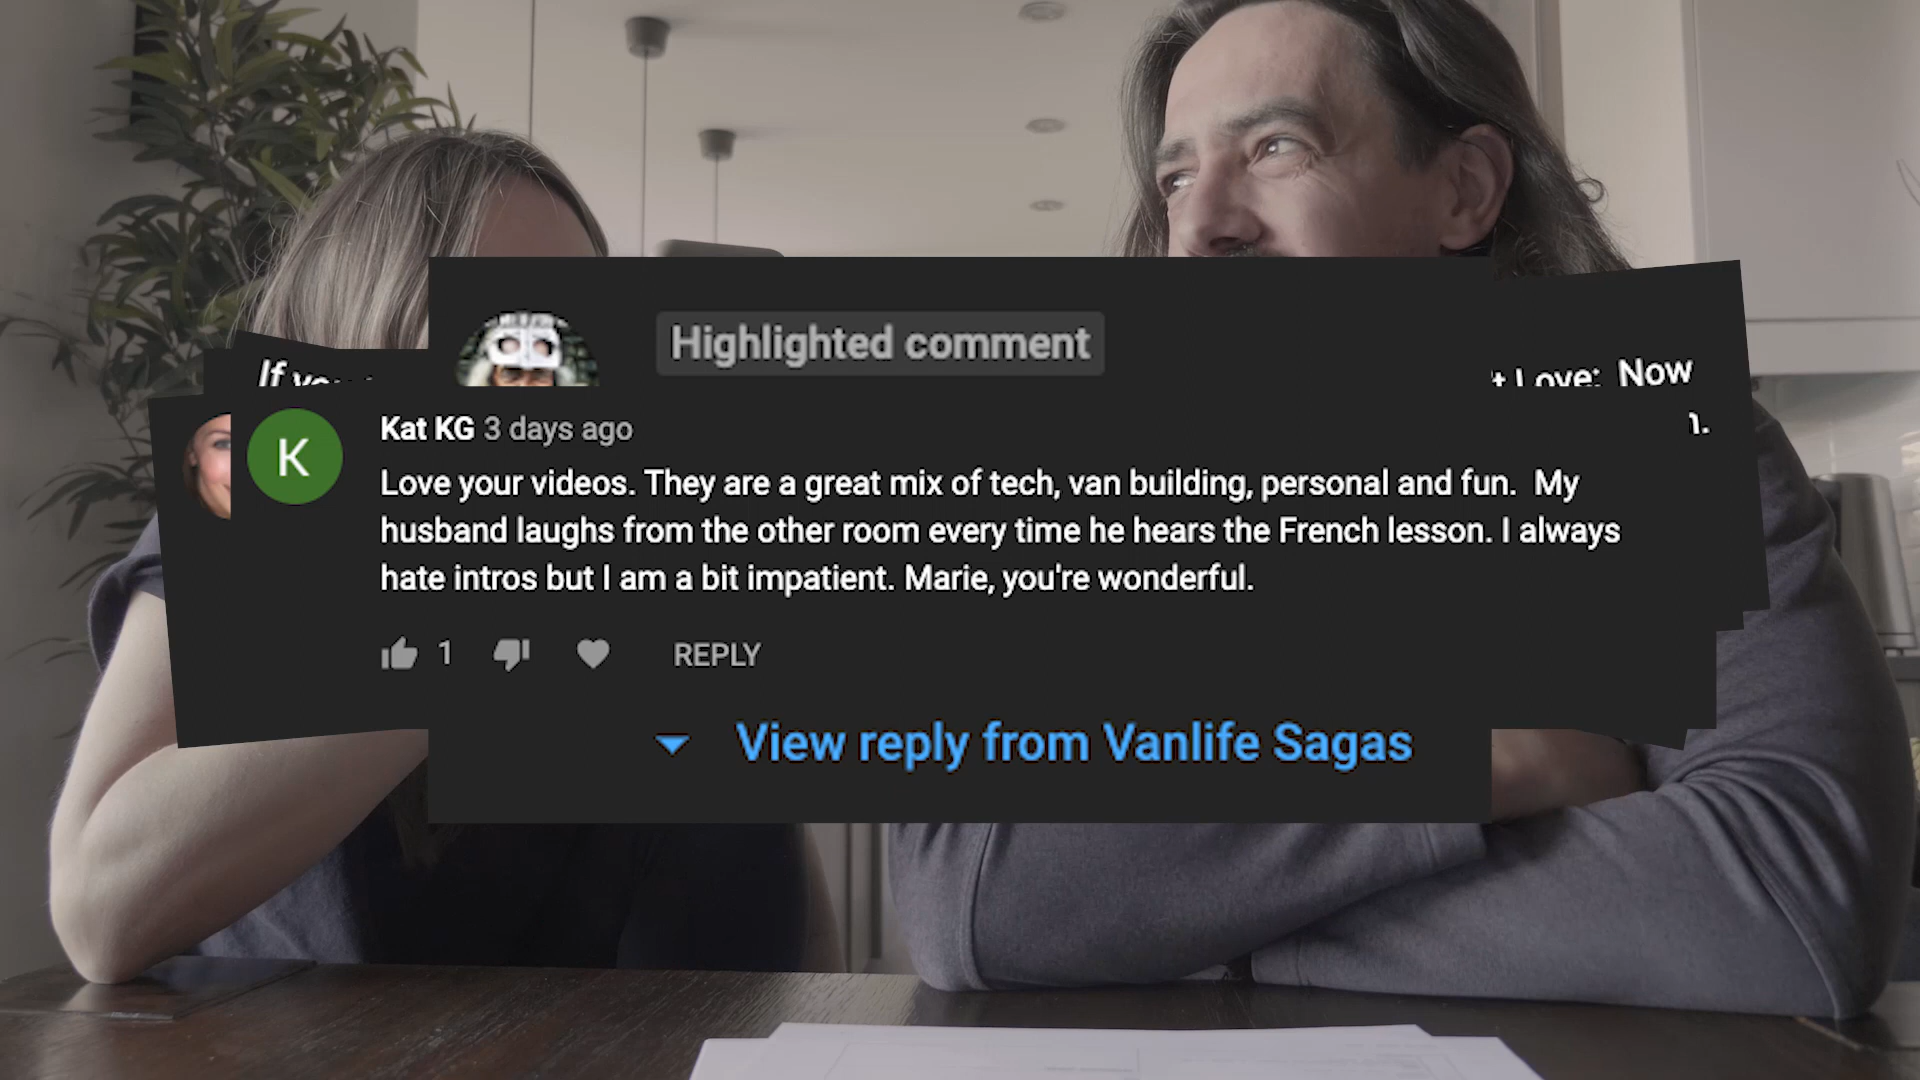 Highlighted comment
If
Love: Now
K
Kat KG 3 days ago
Love your videos. They are a great mix of tech, van building, personal and fun. My
husband laughs from the other room every time he hears the French lesson. I always
hate intros but I am a bit impatient. Marie, you're wonderful.
1
REPLY
View reply from Vanlife Sagas